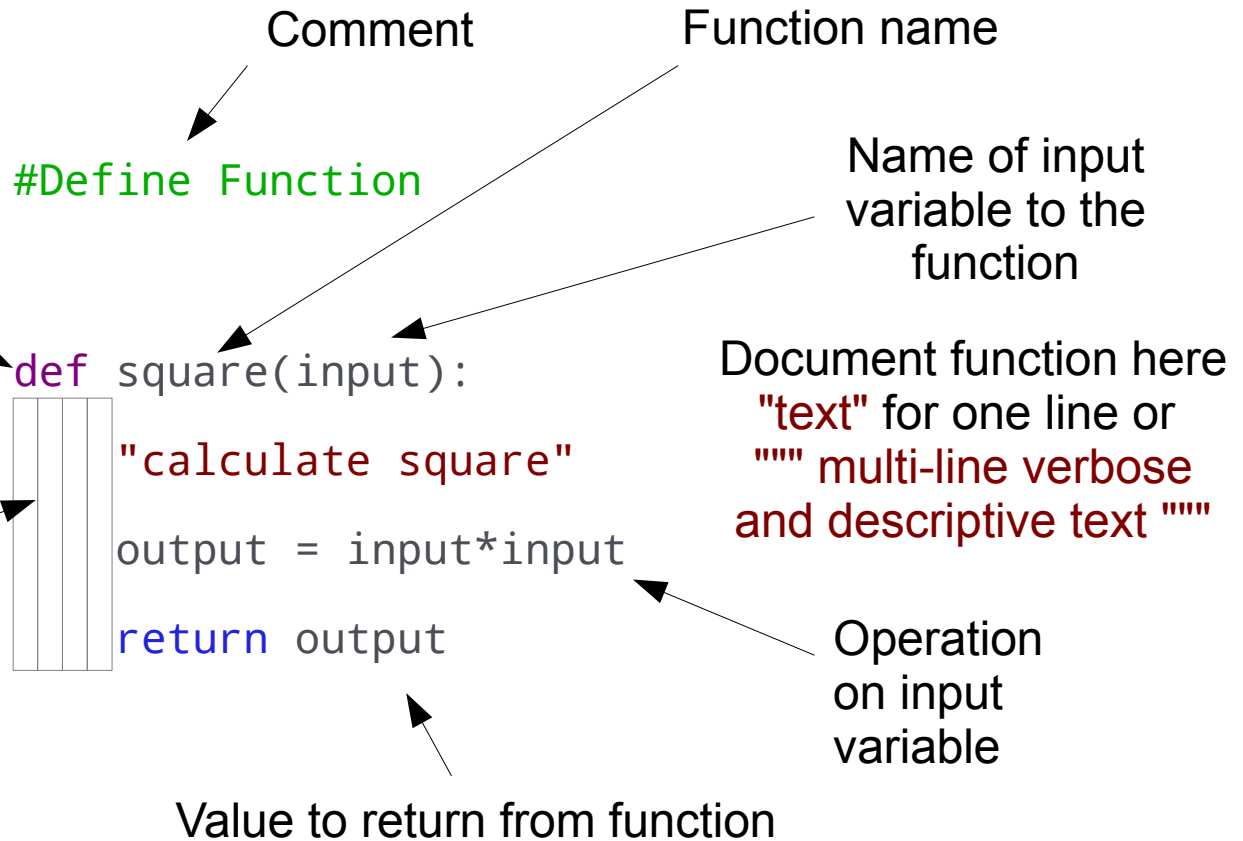 Comment
Function name
#Define Function
Name of input
variable to the
function
def square(input):
Document function here
"text" for one line or
""" multi-line verbose
and descriptive text """
"calculate square"
output = input*input
return output
Operation
on input
variable
Value to return from function